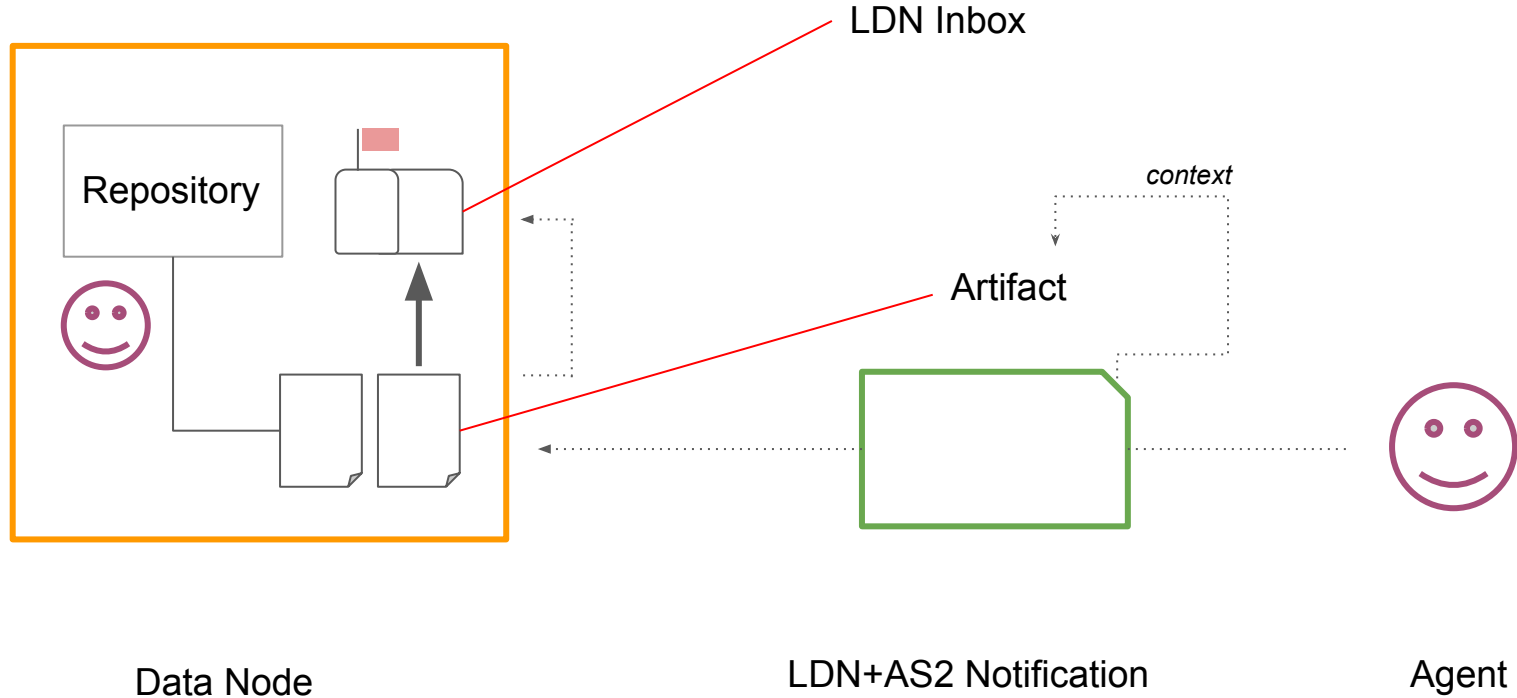 LDN Inbox
Repository
context
Artifact
Data Node
LDN+AS2 Notification
Agent